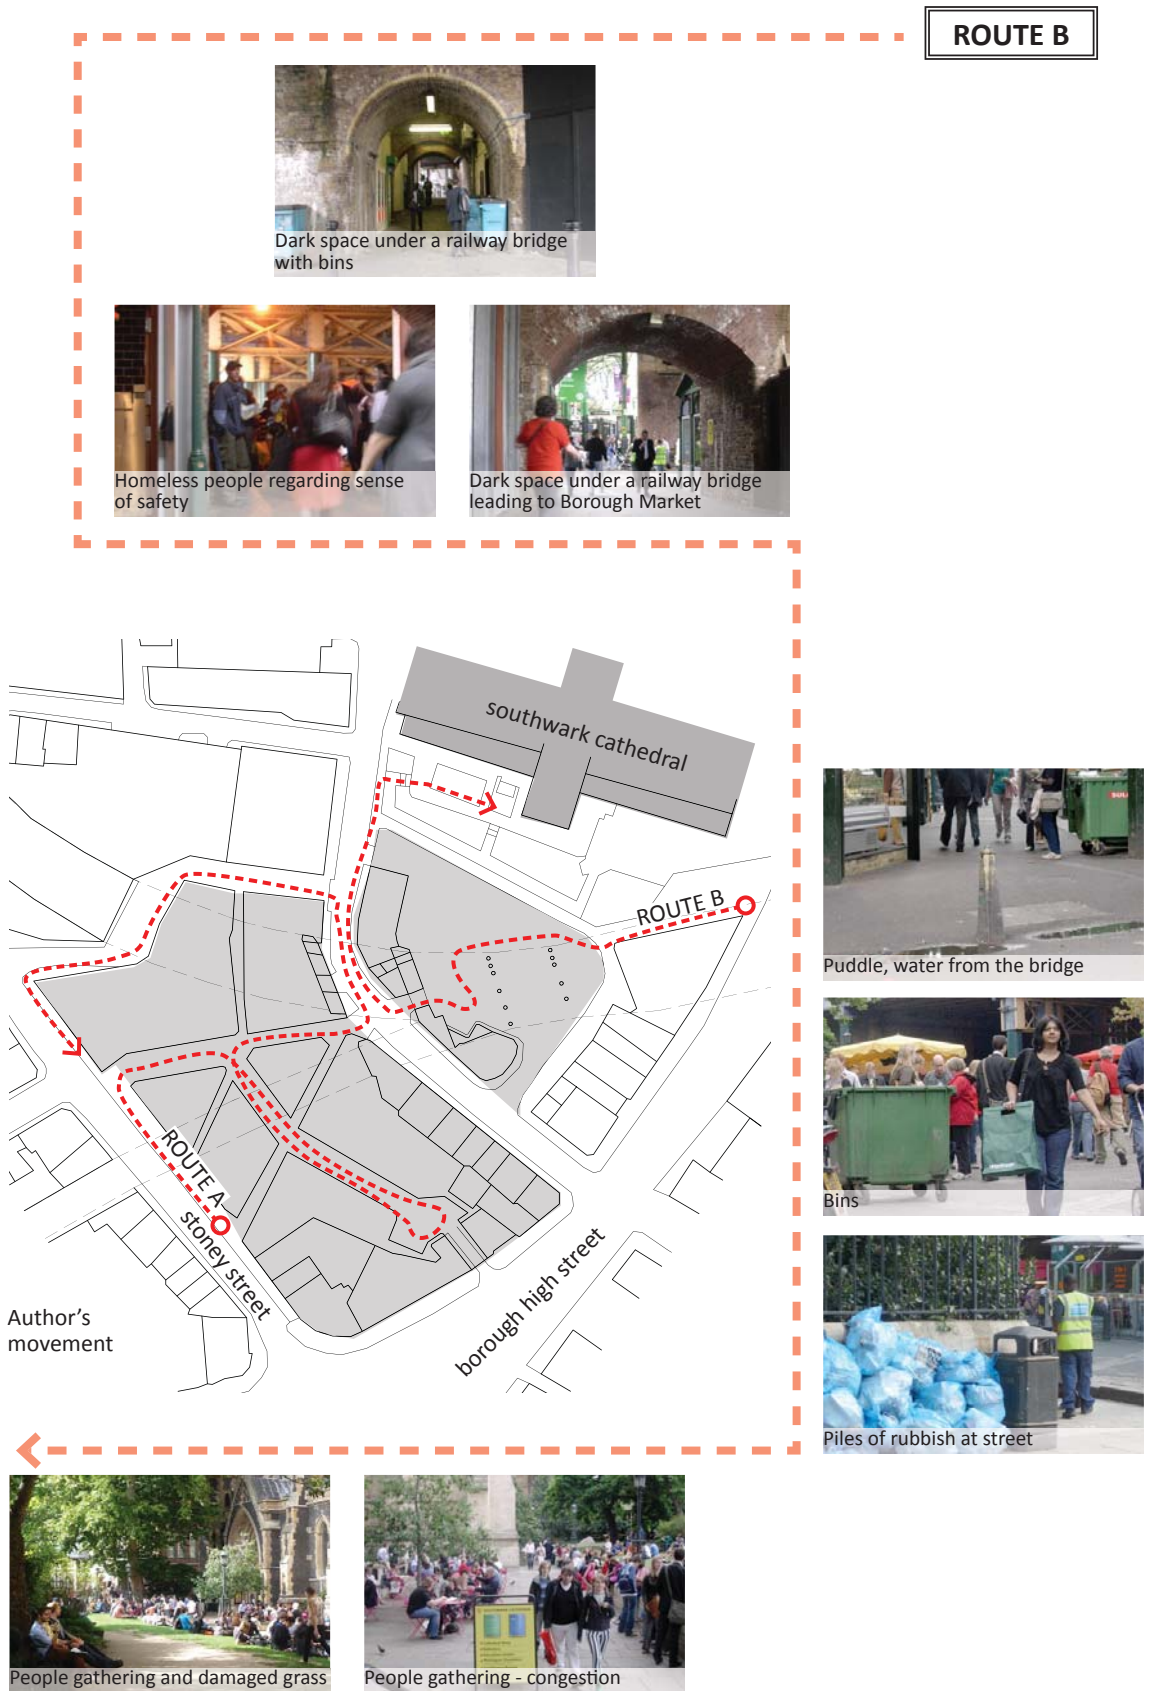 ROUTE B
Dark space under a railway bridge
with bins
Homeless people regarding sense
of safety
Dark space under a railway bridge
leading to Borough Market
southwark cathedral
ROUTE B
ROUTE A
stoney street
borough high street
Author's
movement
Puddle, water from the bridge
Bins
Piles of rubbish at street
People gathering and damaged grass
People gathering - congestion